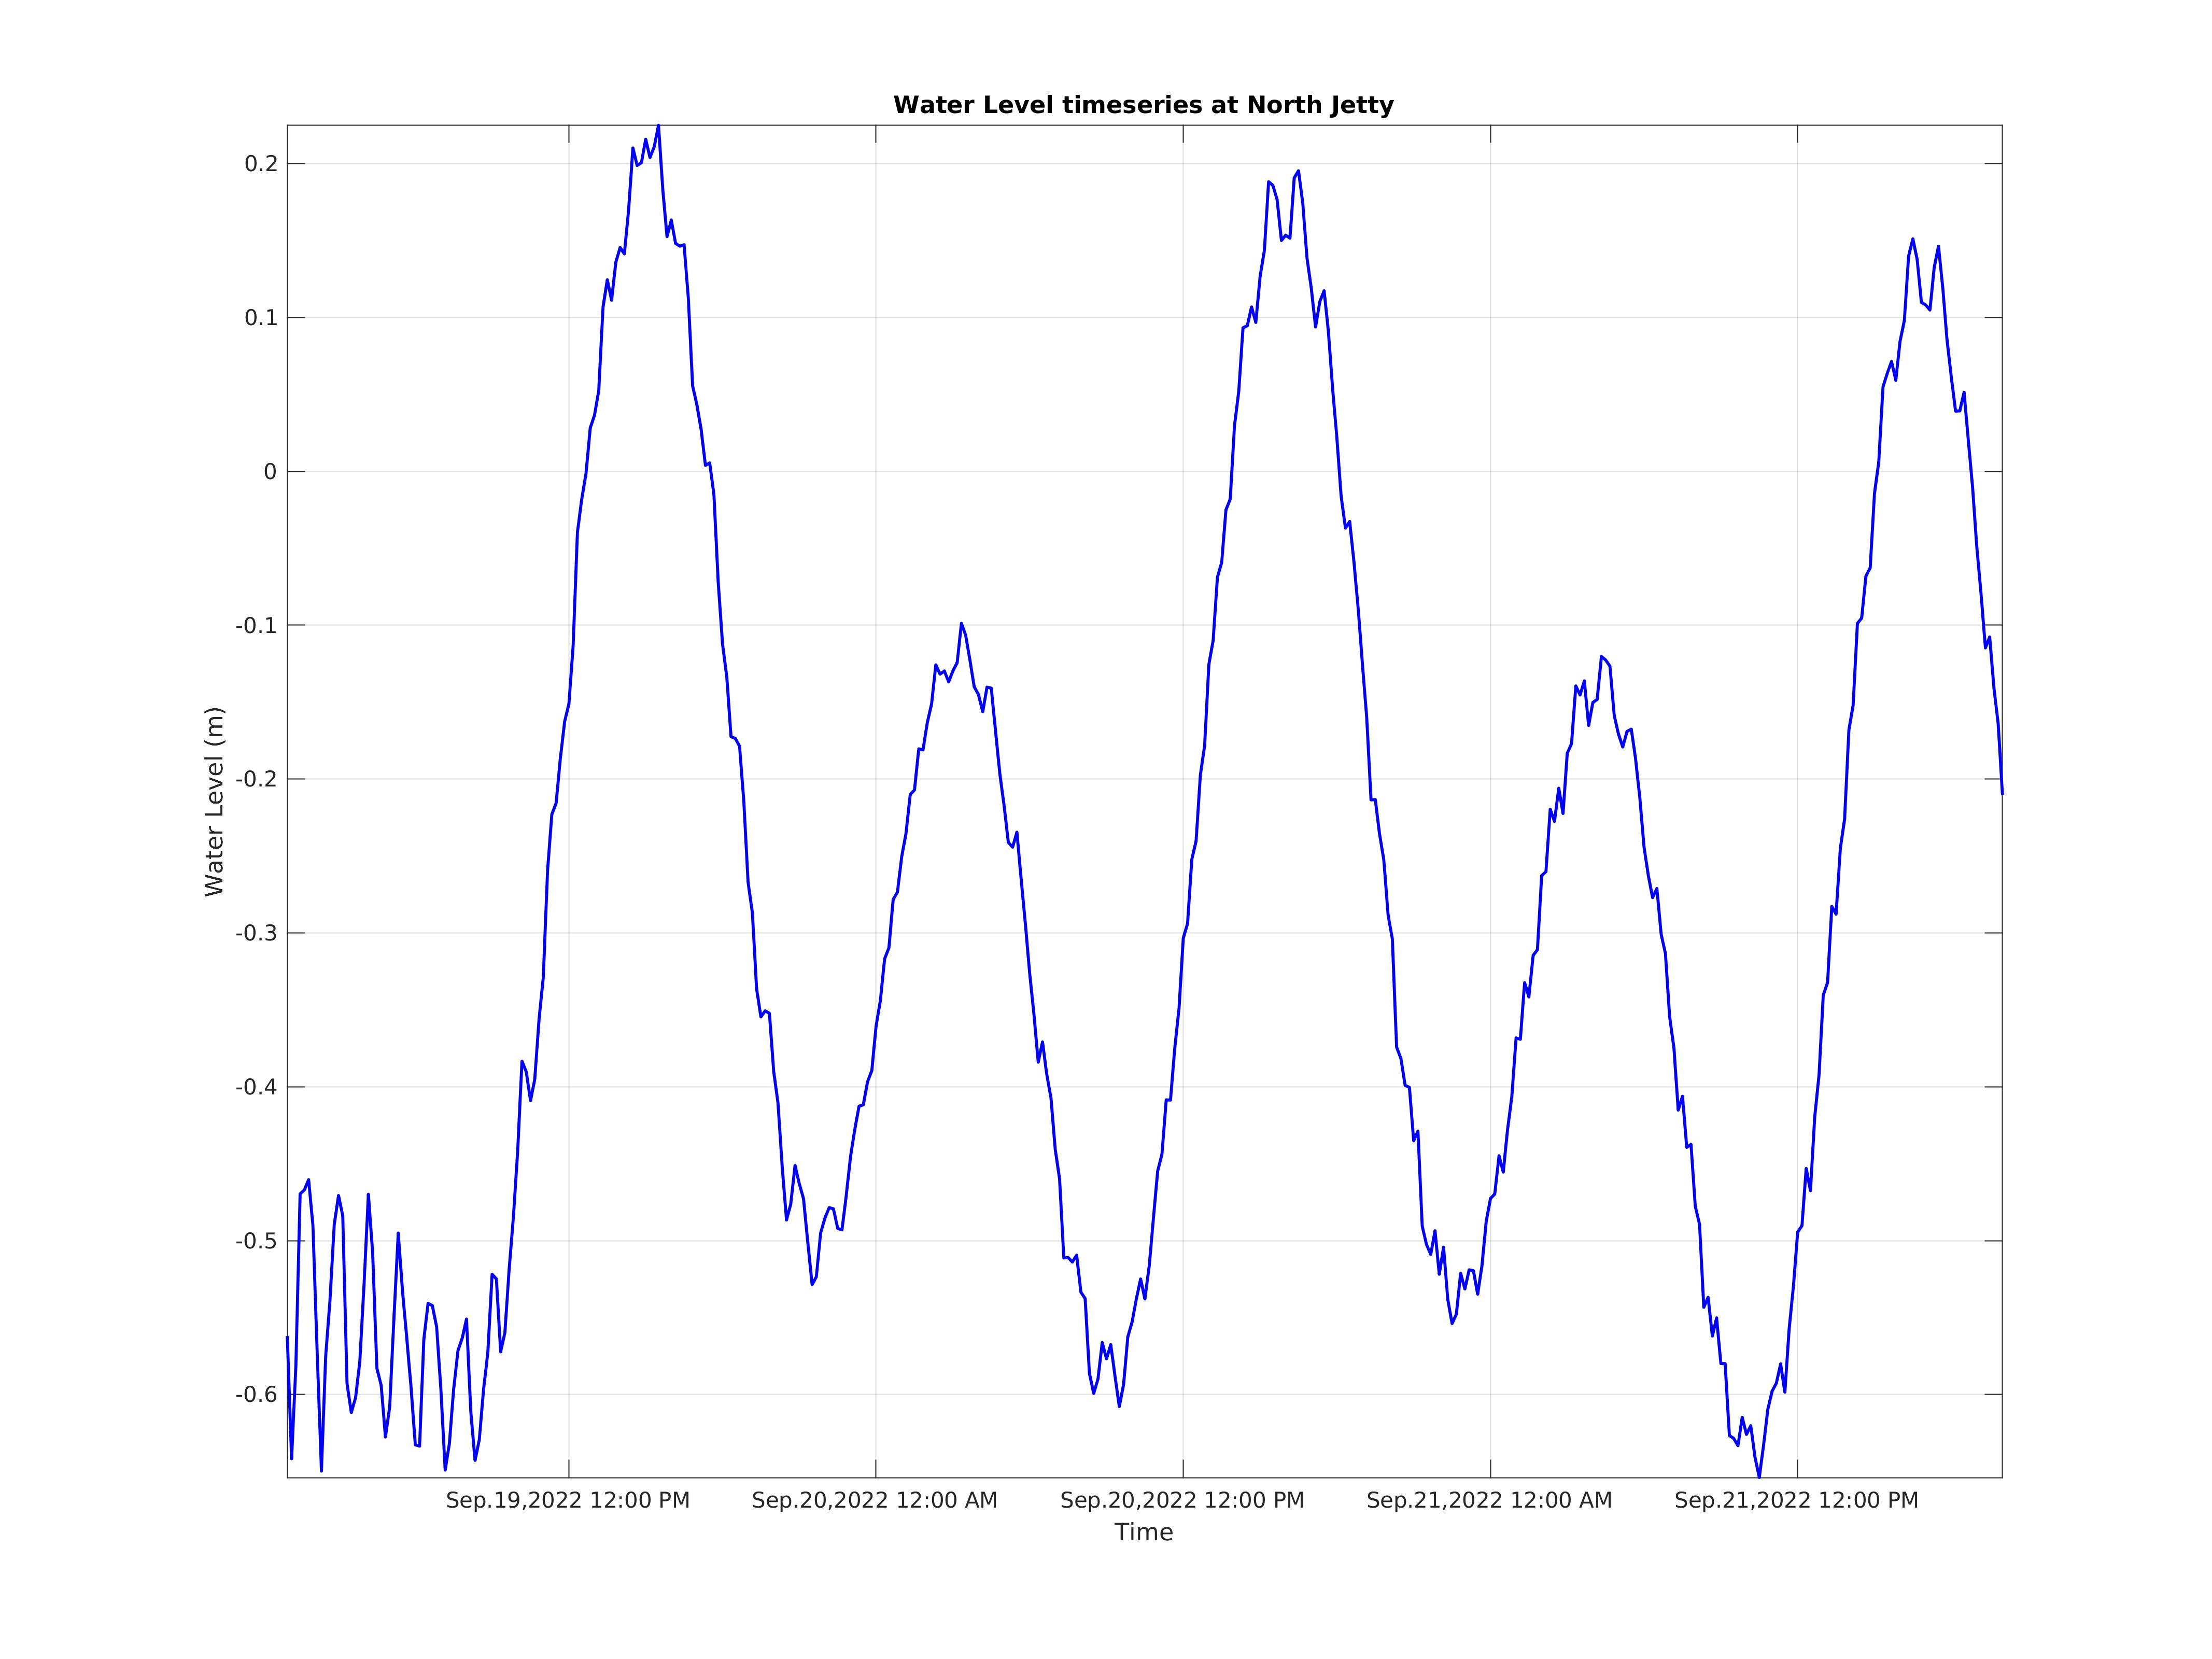 Water Level timeseries at North Jetty
0.2
0.1
0
-0.1
-0.2
-0.3
-0.4
-0.5
-0.6
Water Level (m)
Sep.19,2022 12:00 PM
Sep.20,2022 12:00 AM
Sep.20,2022 12:00 PM
Sep.21,2022 12:00 AM
Sep.21,2022 12:00 PM
Time